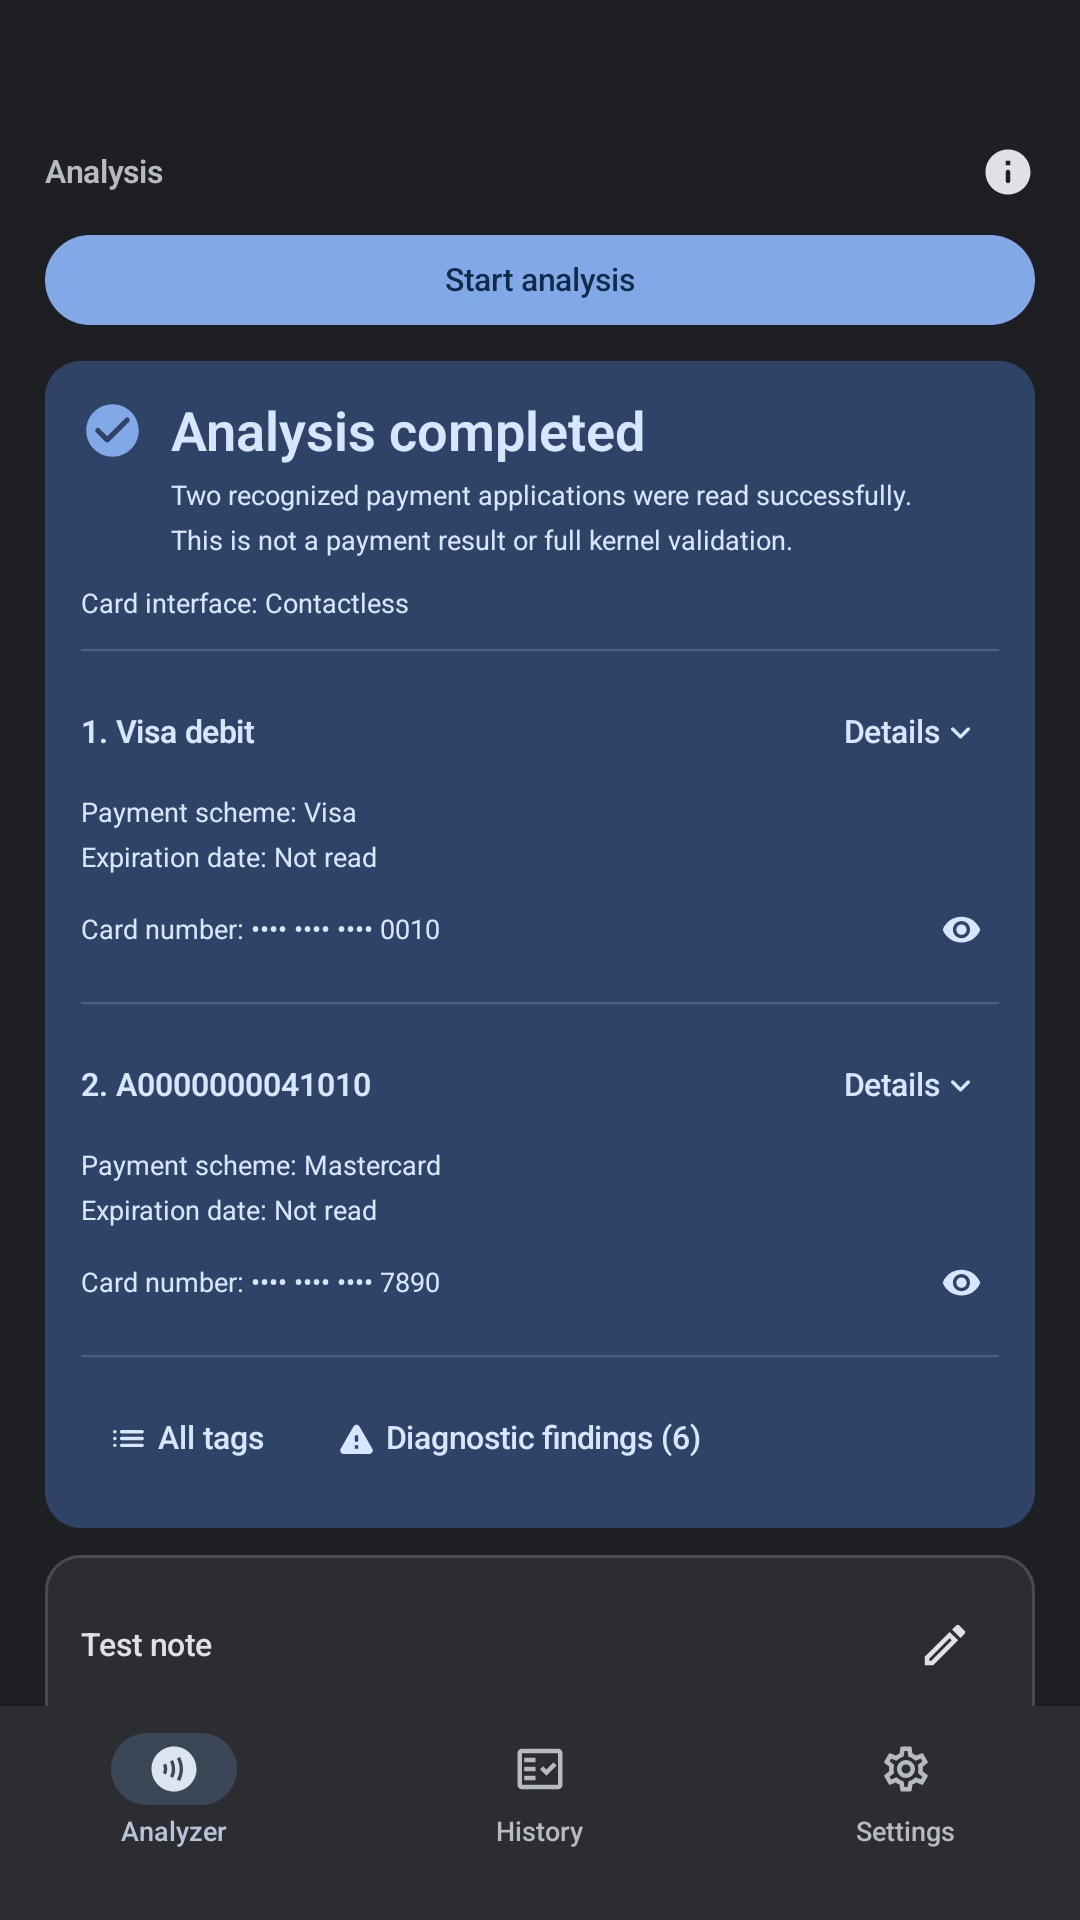 Analysis
Start analysis
Analysis completed
Two recognized payment applications were read successfully.
This is not a payment result or full kernel validation.
Card interface: Contactless
1. Visa debit
Details
Payment scheme: Visa
Expiration date: Not read
Card number: •••• •••• •••• 0010
2. A0000000041010
Details
Payment scheme: Mastercard
Expiration date: Not read
Card number: •••• •••• •••• 7890
All tags
Diagnostic findings (6)
Test note
Analyzer
History
Settings